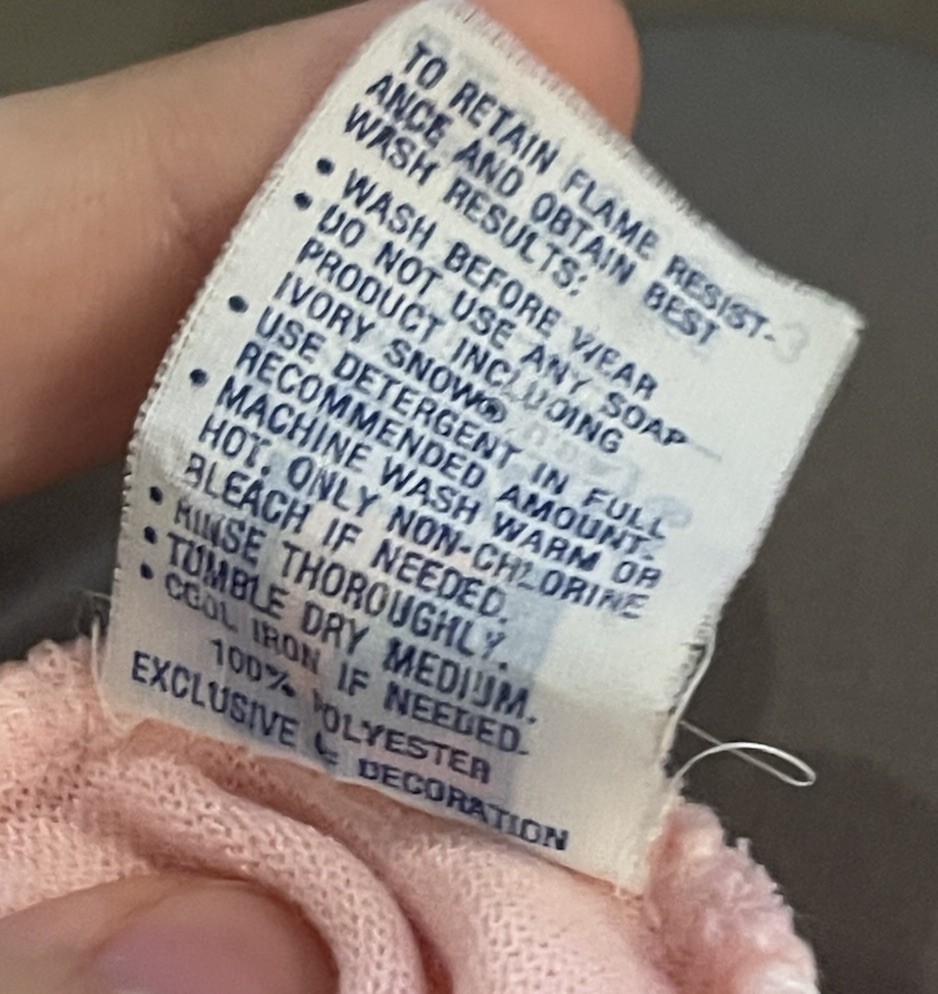 TO RETAIN FLAME RESIST-
ANCE AND OBTAIN BEST
WASH RESULTS:
• WASH BEFORE WEAR
• DO NOT USE ANY SOAP
PRODUCT INCLUDING
IVORY SNOW®
• USE DETERGENT IN FULL
RECOMMENDED AMOUNT.
• MACHINE WASH WARM OR
HOT. ONLY NON-CHLORINE
BLEACH IF NEEDED.
• RINSE THOROUGHLY.
• TUMBLE DRY MEDIUM.
• COOL IRON IF NEEDED.
100% POLYESTER
EXCLUSIVE DECORATION